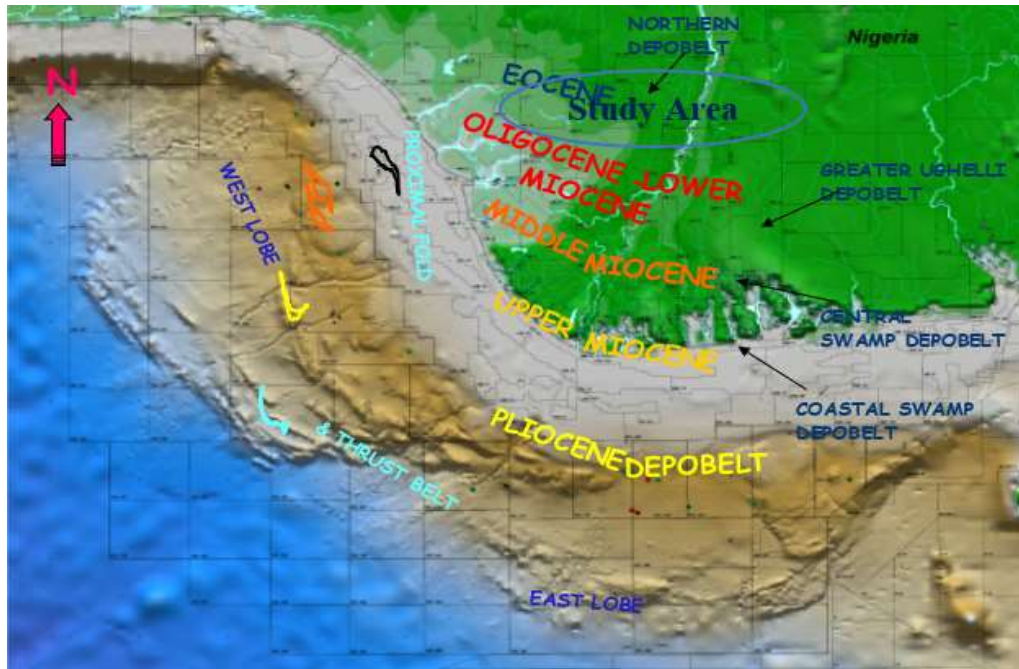 NORTHERN
DEPOBELT
Nigeria
N
EOCENE
Study Area
OLIGOCENE -LOWER
MIOCENE
GREATER UGHELLI
DEPOBELT
PROXIMAL FOLD
WEST LOBE
MIDDLE MIOCENE
UPPER MIOCENE
CENTRAL
SWAMP DEPOBELT
COASTAL SWAMP
DEPOBELT
PLIOCENE DEPOBELT
& THRUST BELT
EAST LOBE